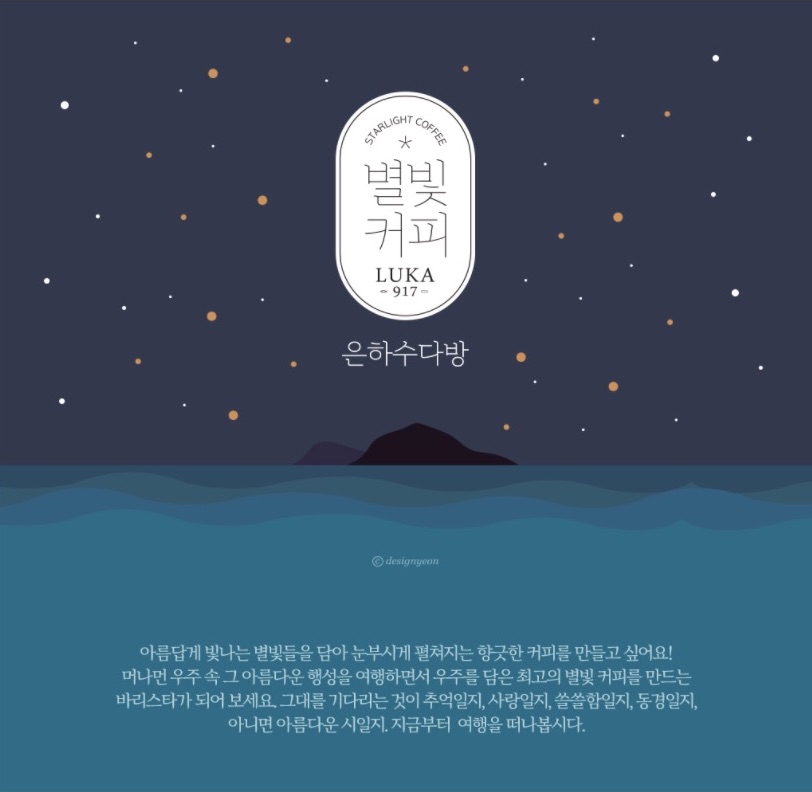 STARLIGHT COFFEE
별빛
커피
LUKA
917
은하수다방
© designyeon
아름답게 빛나는 별빛들을 담아 눈부시게 펼쳐지는 향긋한 커피를 만들고 싶어요!
머나먼 우주 속 그 아름다운 행성을 여행하면서 우주를 담은 최고의 별빛 커피를 만드는
바리스타가 되어 보세요. 그대를 기다리는 것이 추억일지, 사랑일지, 쓸쓸함일지, 동경일지,
아니면 아름다운 시일지. 지금부터 여행을 떠나봅시다.